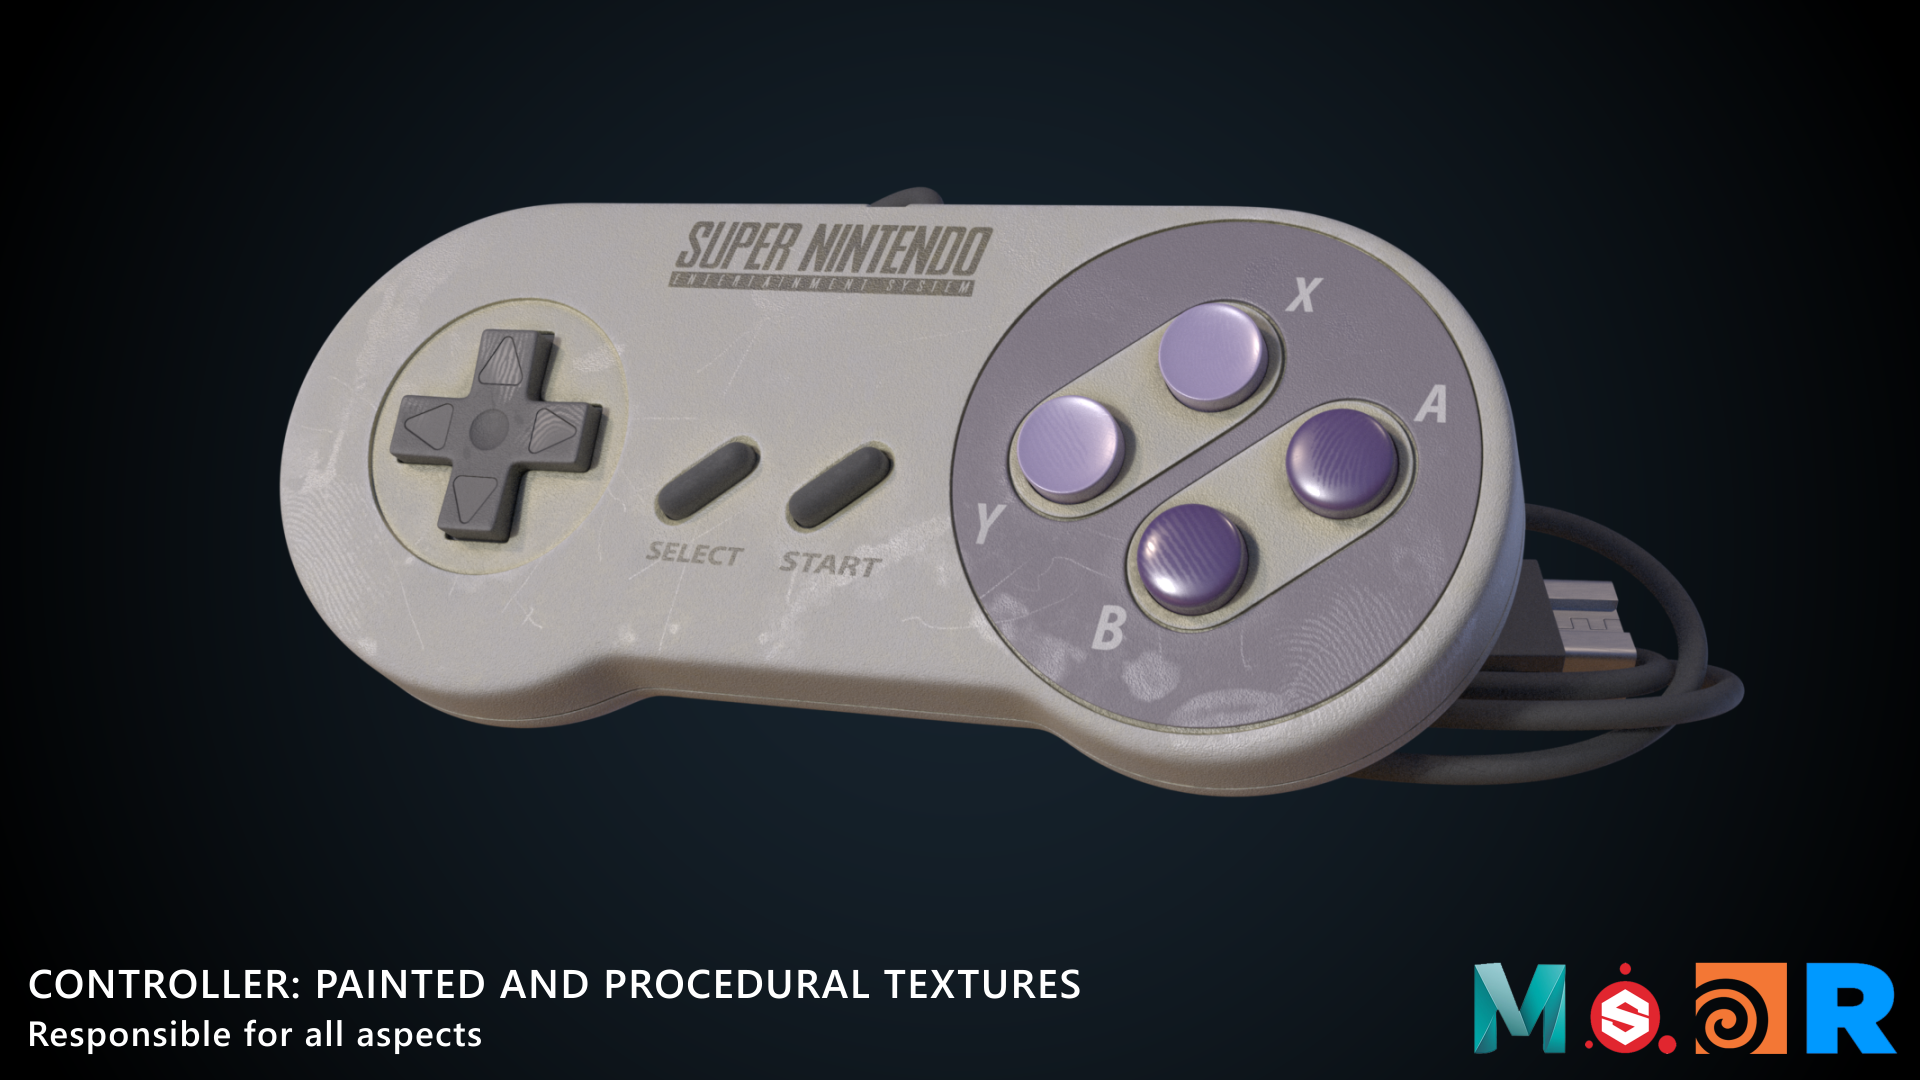 SUPER NINTENDO
ENTERTAINMENT SYSTEM
X
A
Y
B
SELECT
START
CONTROLLER: PAINTED AND PROCEDURAL TEXTURES
Responsible for all aspects
M
S
R